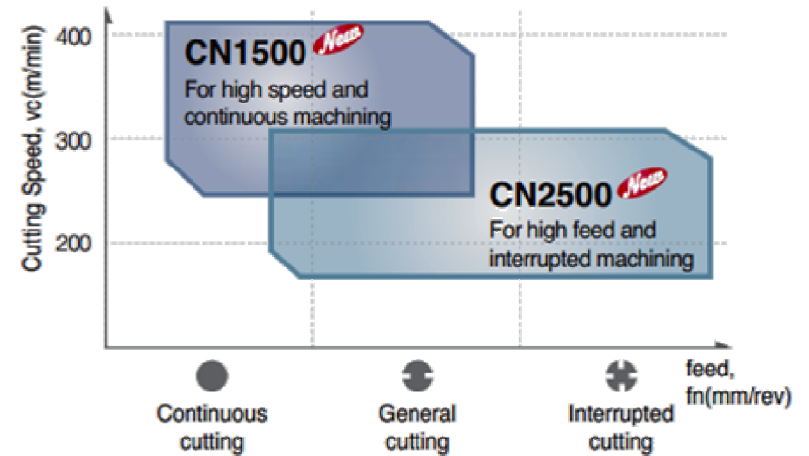 Cutting Speed, vc(m/min)
400
300
200
CN1500 New
For high speed and
continuous machining
CN2500 New
For high feed and
interrupted machining
Continuous
cutting
General
cutting
Interrupted
cutting
feed,
fn(mm/rev)